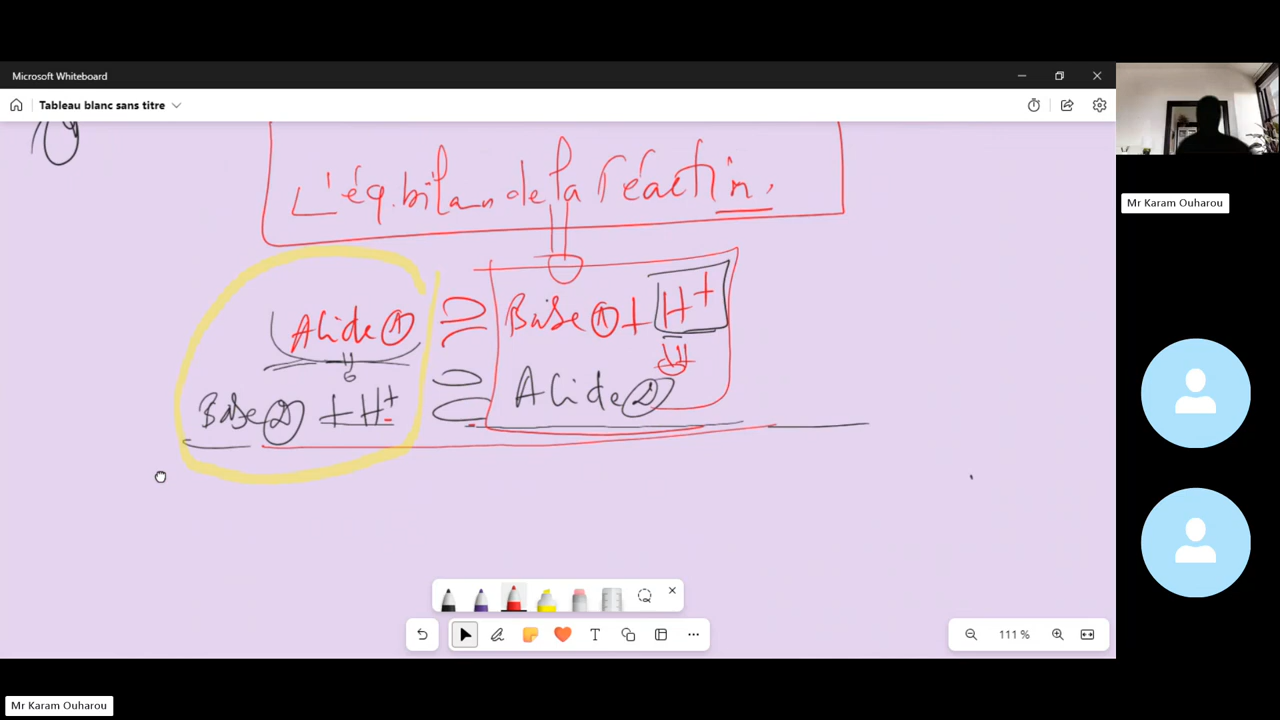 Microsoft Whiteboard
Tableau blanc sans titre
L'éq.bilan de la réaction.
Acide ① ⇌ Base ① + H⁺
Base ② + H⁺ ⇌ Acide ②
Mr Karam Ouharou
111 %
Mr Karam Ouharou